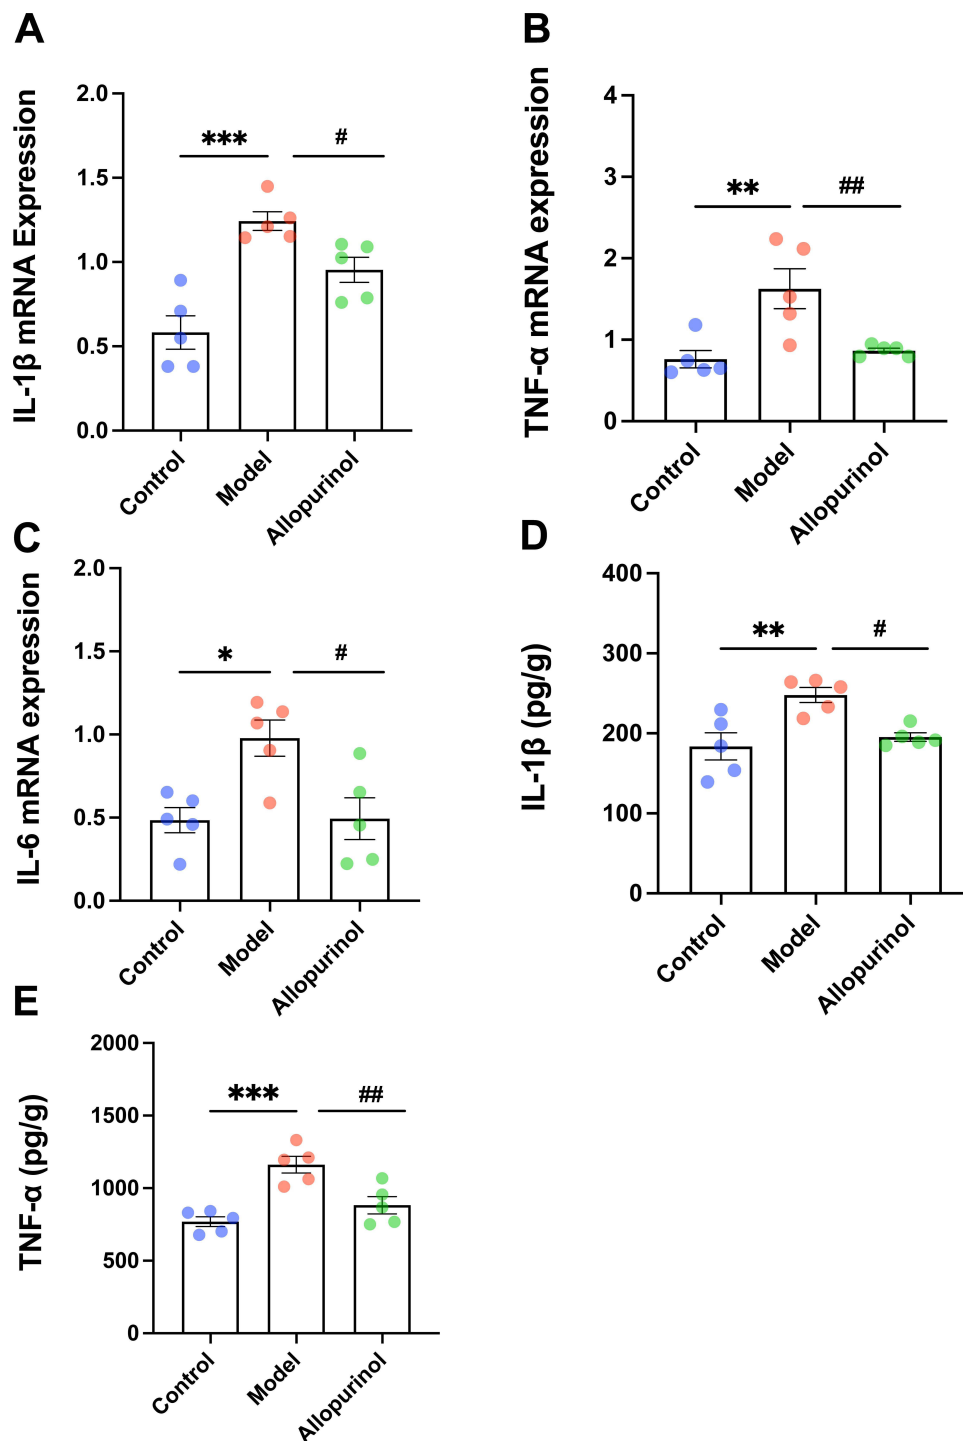 A
IL-1β mRNA Expression
2.0
1.5
1.0
0.5
0.0
***
#
Control
Model
Allopurinol
B
TNF-α mRNA expression
4
3
2
1
0
**
##
Control
Model
Allopurinol
C
IL-6 mRNA expression
2.0
1.5
1.0
0.5
0.0
*
#
Control
Model
Allopurinol
D
IL-1β (pg/g)
400
300
200
100
0
**
#
Control
Model
Allopurinol
E
TNF-α (pg/g)
2000
1500
1000
500
0
***
##
Control
Model
Allopurinol